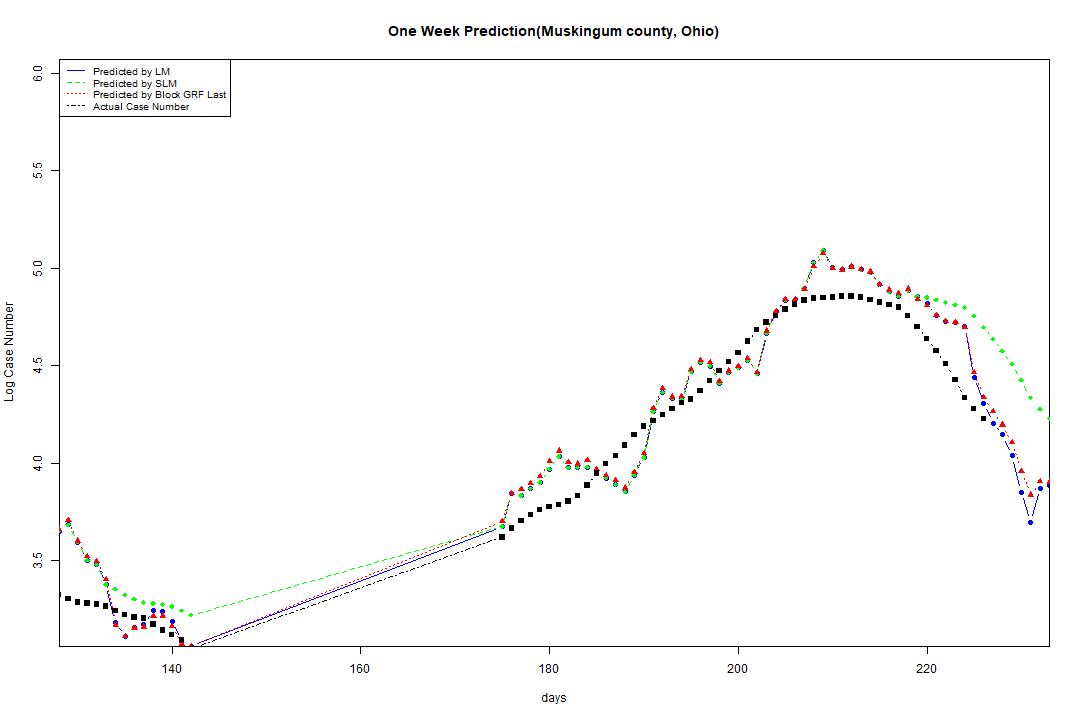 One Week Prediction(Muskingum county, Ohio)
Predicted by LM
Predicted by SLM
Predicted by Block GRF Last
Actual Case Number
6.0
5.5
5.0
4.5
4.0
3.5
Log Case Number
140 160 180 200 220
days